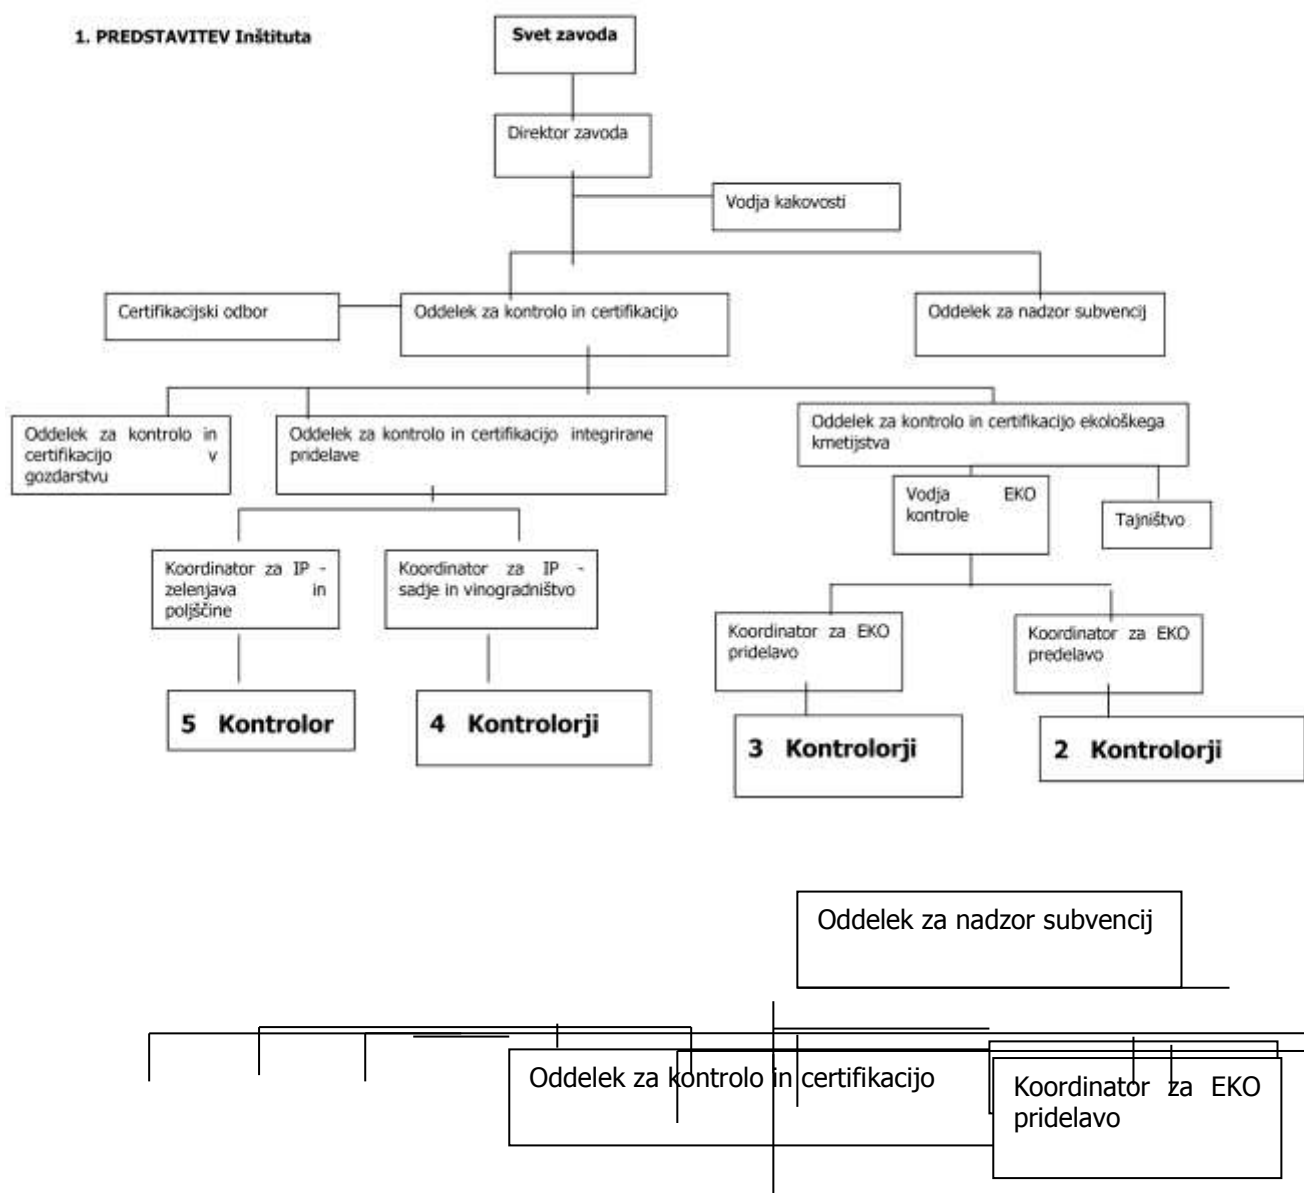 1. PREDSTAVITEV Inštituta
Svet zavoda
Direktor zavoda
Vodja kakovosti
Certifikacijski odbor
Oddelek za kontrolo in certifikacijo
Oddelek za nadzor subvencij
Oddelek za kontrolo in
certifikacijo v
gozdarstvu
Oddelek za kontrolo in certifikacijo integrirane
pridelave
Oddelek za kontrolo in certifikacijo ekološkega
kmetijstva
Vodja EKO
kontrole
Tajništvo
Koordinator za IP -
zelenjava in
poljščine
Koordinator za IP -
sadje in vinogradništvo
Koordinator za EKO
pridelavo
Koordinator za EKO
predelavo
5 Kontrolor
4 Kontrolorji
3 Kontrolorji
2 Kontrolorji
Oddelek za nadzor subvencij
Oddelek za kontrolo in certifikacijo
Koordinator za EKO
pridelavo